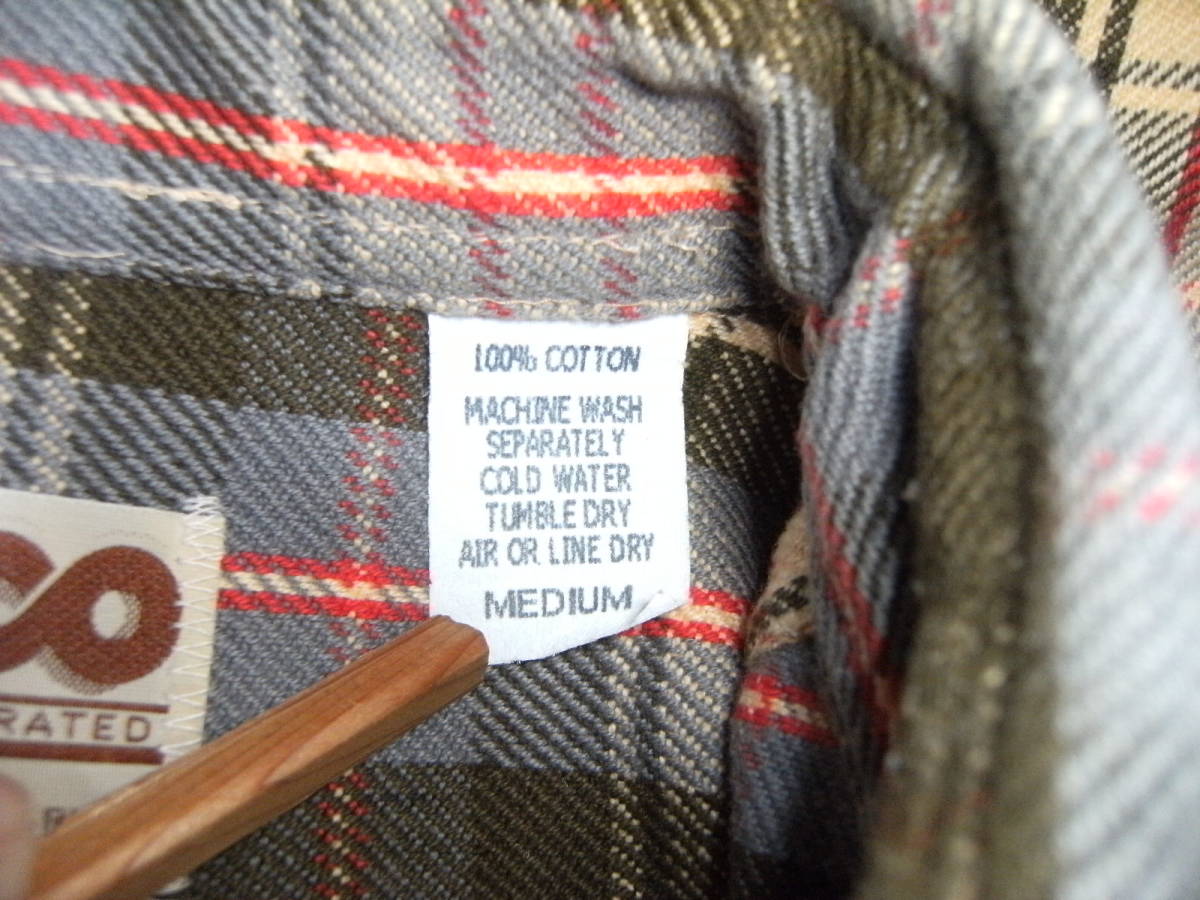 100% COTTON
MACHINE WASH
SEPARATELY
COLD WATER
TUMBLE DRY
AIR OR LINE DRY
MEDIUM
RATED